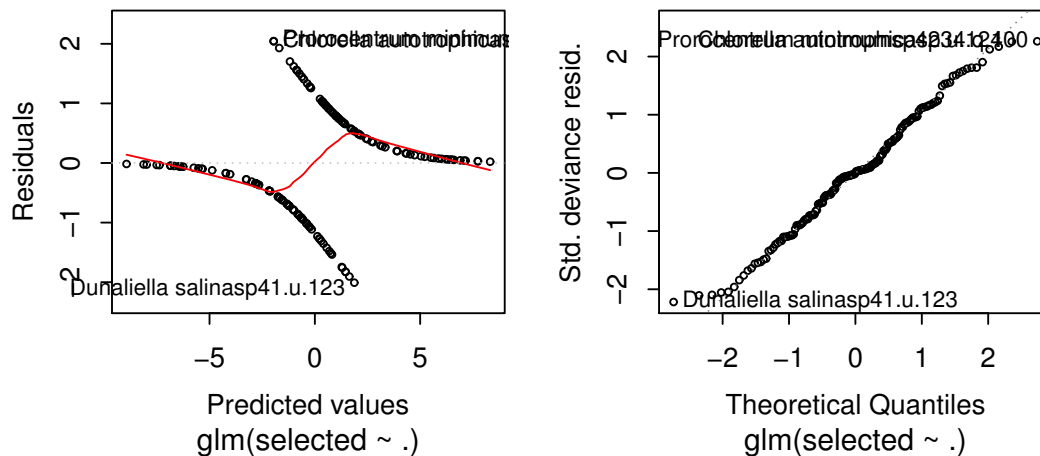 2
1
0
−1
−2
Residuals
Dunaliella salinasp41.u.123
−5
0
5
Predicted values
glm(selected ~ .)
2
1
0
−1
−2
Std. deviance resid.
Dunaliella salinasp41.u.123
−2
−1
0
1
2
Theoretical Quantiles
glm(selected ~ .)